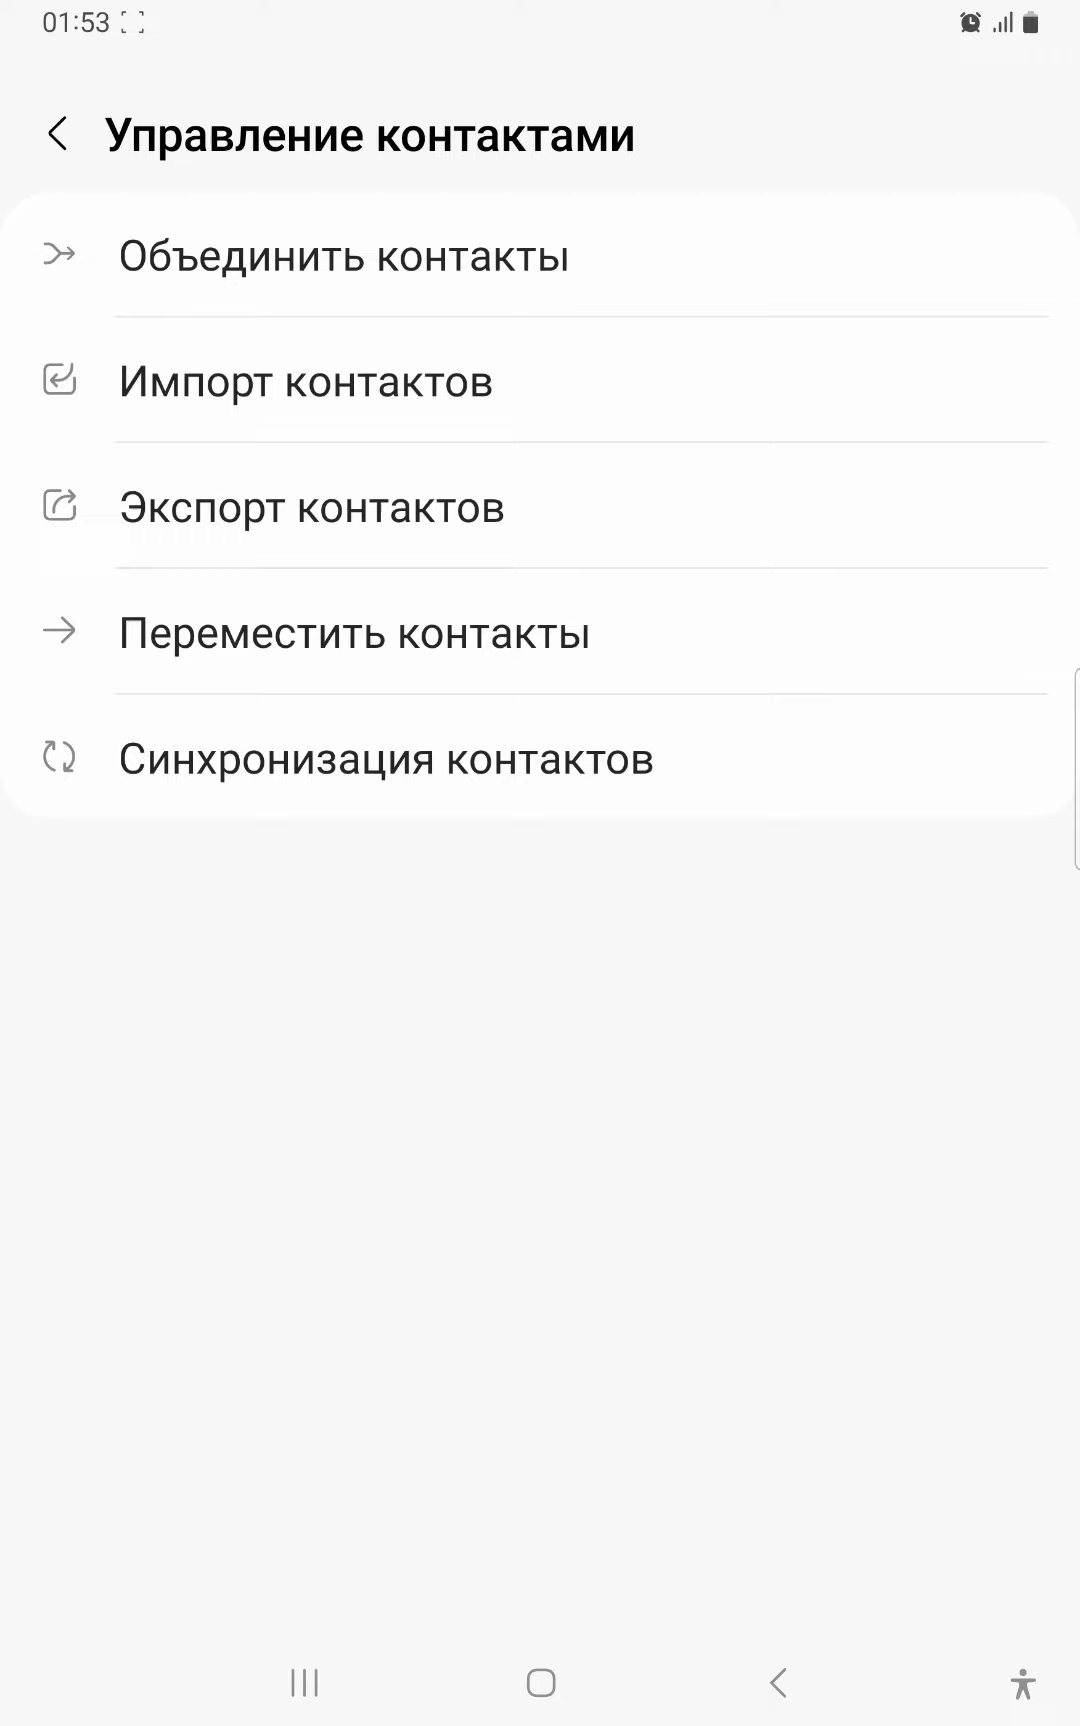 01:53
Управление контактами
Объединить контакты
Импорт контактов
Экспорт контактов
Переместить контакты
Синхронизация контактов